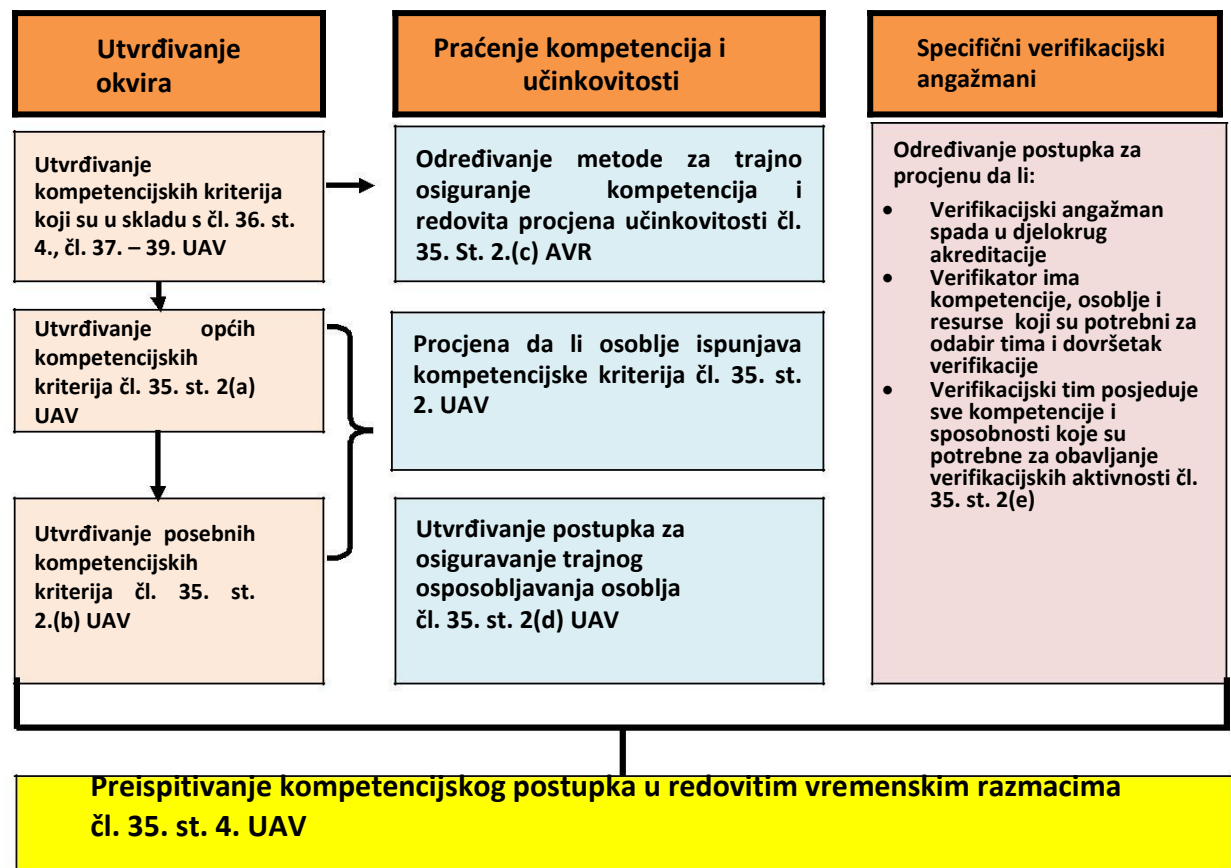 Utvrđivanje
okvira
Praćenje kompetencija i
učinkovitosti
Specifični verifikacijski
angažmani
Utvrđivanje
kompetencijskih kriterija
koji su u skladu s čl. 36. st.
4., čl. 37. – 39. UAV
Utvrđivanje općih
kompetencijskih
kriterija čl. 35. st. 2(a)
UAV
Utvrđivanje posebnih
kompetencijskih
kriterija čl. 35. st.
2.(b) UAV
Određivanje metode za trajno
osiguranje kompetencija i
redovita procjena učinkovitosti čl.
35. St. 2.(c) AVR
Procjena da li osoblje ispunjava
kompetencijske kriterija čl. 35. st.
2. UAV
Utvrđivanje postupka za
osiguravanje trajnog
osposobljavanja osoblja
čl. 35. st. 2(d) UAV
Određivanje postupka za
procjenu da li:
• Verifikacijski angažman
spada u djelokrug
akreditacije
• Verifikator ima
kompetencije, osoblje i
resurse koji su potrebni za
odabir tima i dovršetak
verifikacije
• Verifikacijski tim posjeduje
sve kompetencije i
sposobnosti koje su
potrebne za obavljanje
verifikacijskih aktivnosti čl.
35. st. 2(e)
Preispitivanje kompetencijskog postupka u redovitim vremenskim razmacima
čl. 35. st. 4. UAV